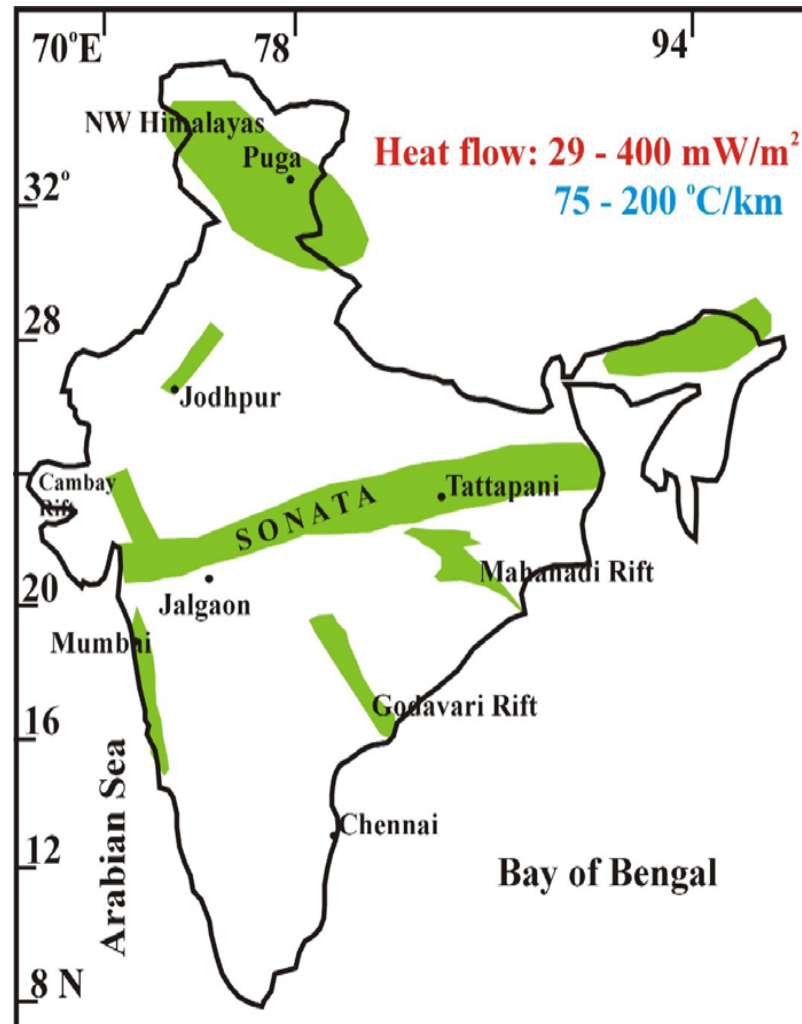 70°E
78
94
NW Himalayas
Puga
Heat flow: 29 - 400 mW/m²
75 - 200 °C/km
32°
28
Jodhpur
Cambay
Rift
Tattapani
SONATA
Mahanadi Rift
20
Jalgaon
Mumbai
Godavari Rift
16
Arabian Sea
Chennai
12
Bay of Bengal
8 N